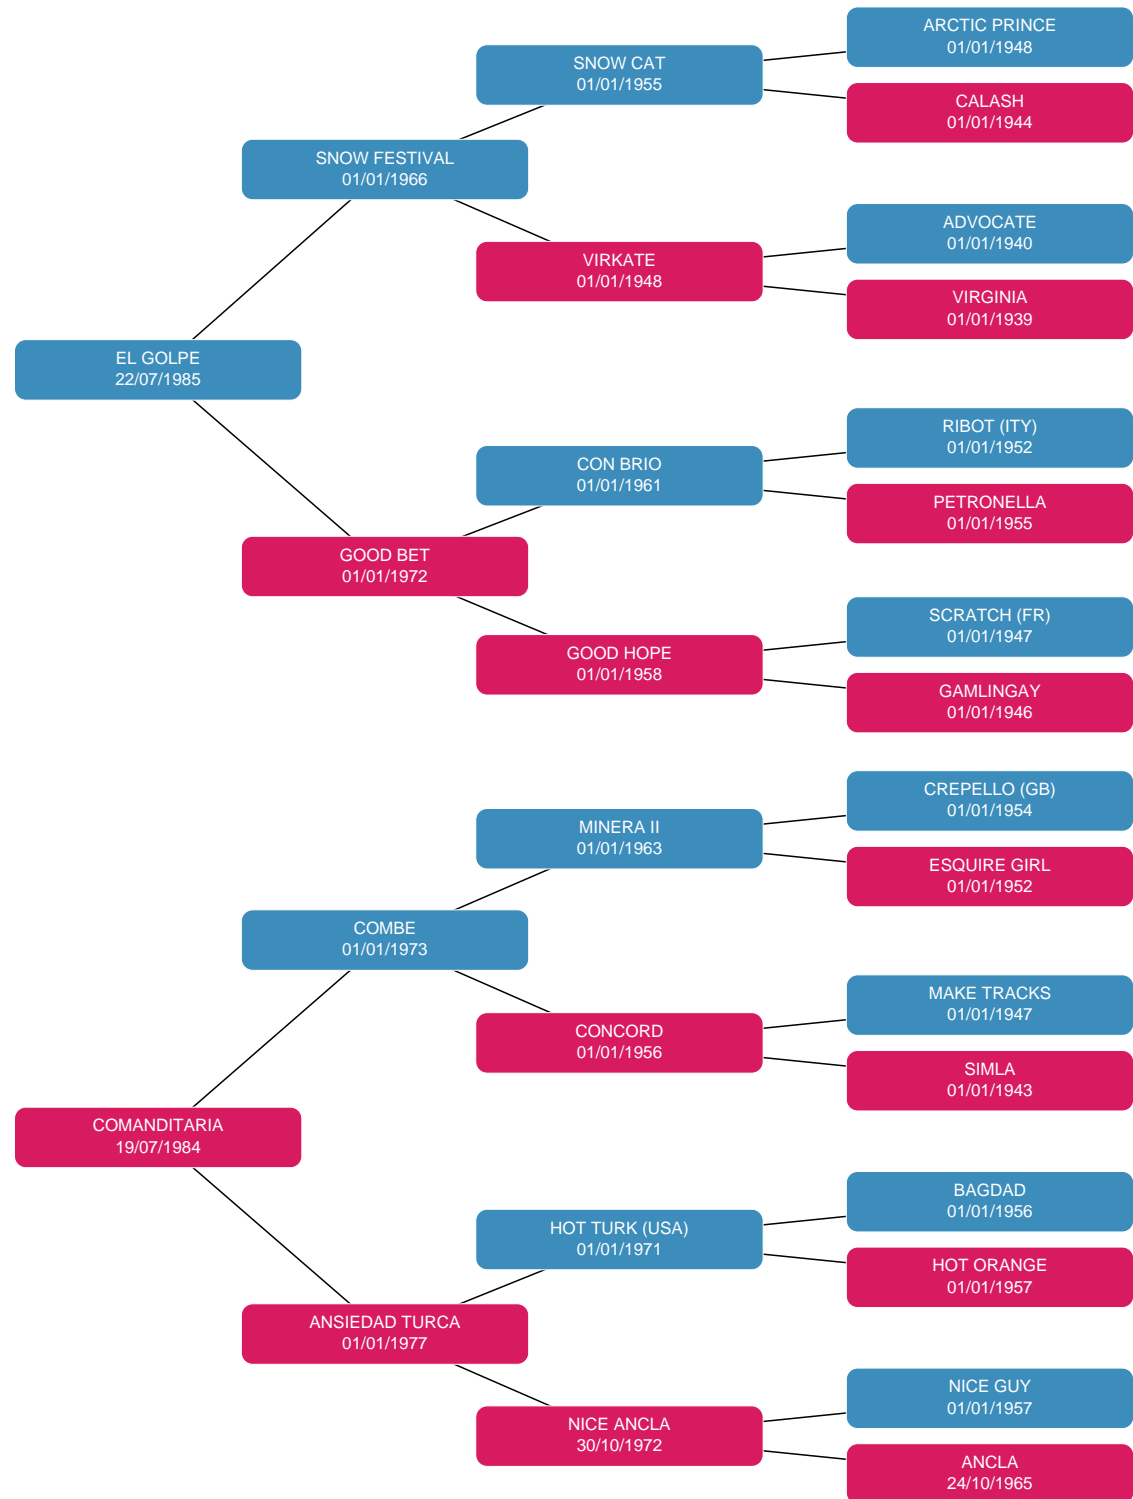 ARCTIC PRINCE
01/01/1948
SNOW CAT
01/01/1955
CALASH
01/01/1944
SNOW FESTIVAL
01/01/1966
ADVOCATE
01/01/1940
VIRKATE
01/01/1948
VIRGINIA
01/01/1939
EL GOLPE
22/07/1985
RIBOT (ITY)
01/01/1952
CON BRIO
01/01/1961
PETRONELLA
01/01/1955
GOOD BET
01/01/1972
SCRATCH (FR)
01/01/1947
GOOD HOPE
01/01/1958
GAMLINGAY
01/01/1946
CREPELLO (GB)
01/01/1954
MINERA II
01/01/1963
ESQUIRE GIRL
01/01/1952
COMBE
01/01/1973
MAKE TRACKS
01/01/1947
CONCORD
01/01/1956
SIMLA
01/01/1943
COMANDITARIA
19/07/1984
BAGDAD
01/01/1956
HOT TURK (USA)
01/01/1971
HOT ORANGE
01/01/1957
ANSIEDAD TURCA
01/01/1977
NICE GUY
01/01/1957
NICE ANCLA
30/10/1972
ANCLA
24/10/1965